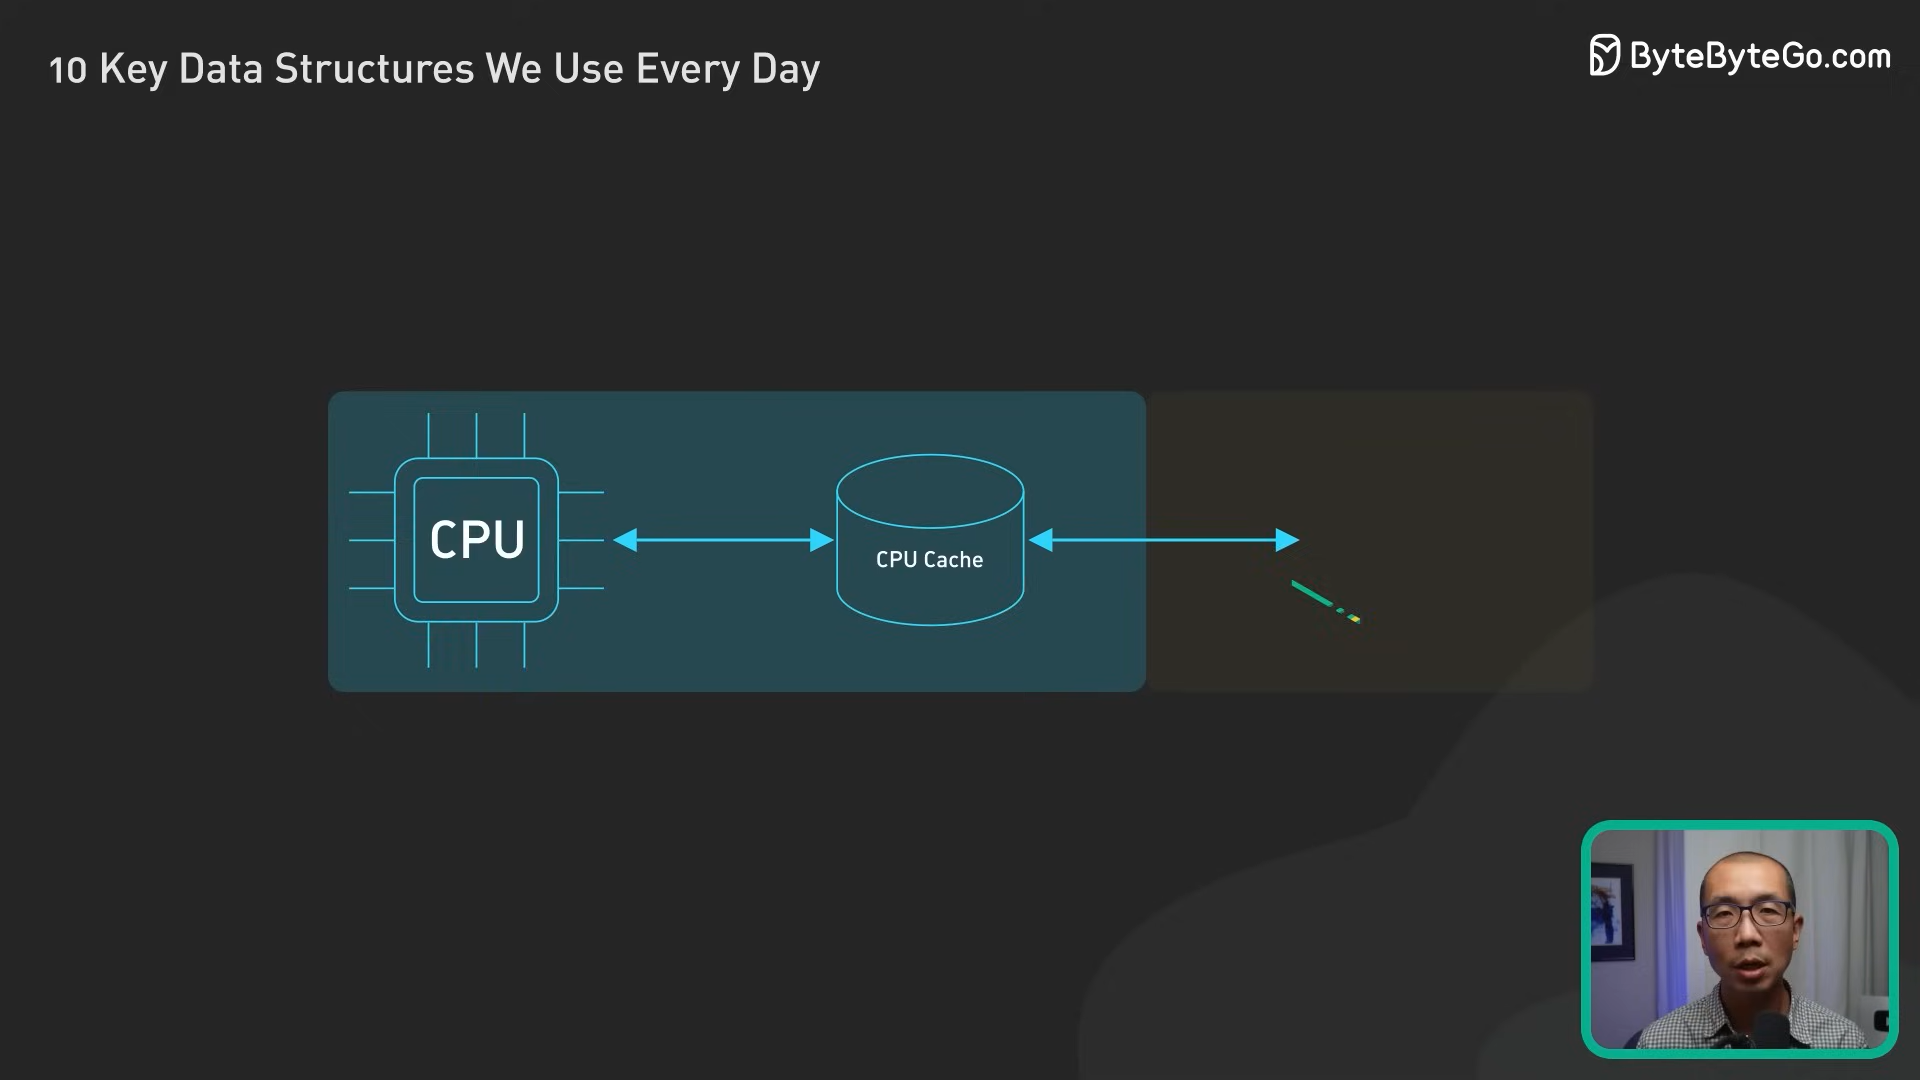 10 Key Data Structures We Use Every Day
ByteByteGo.com
CPU
CPU Cache